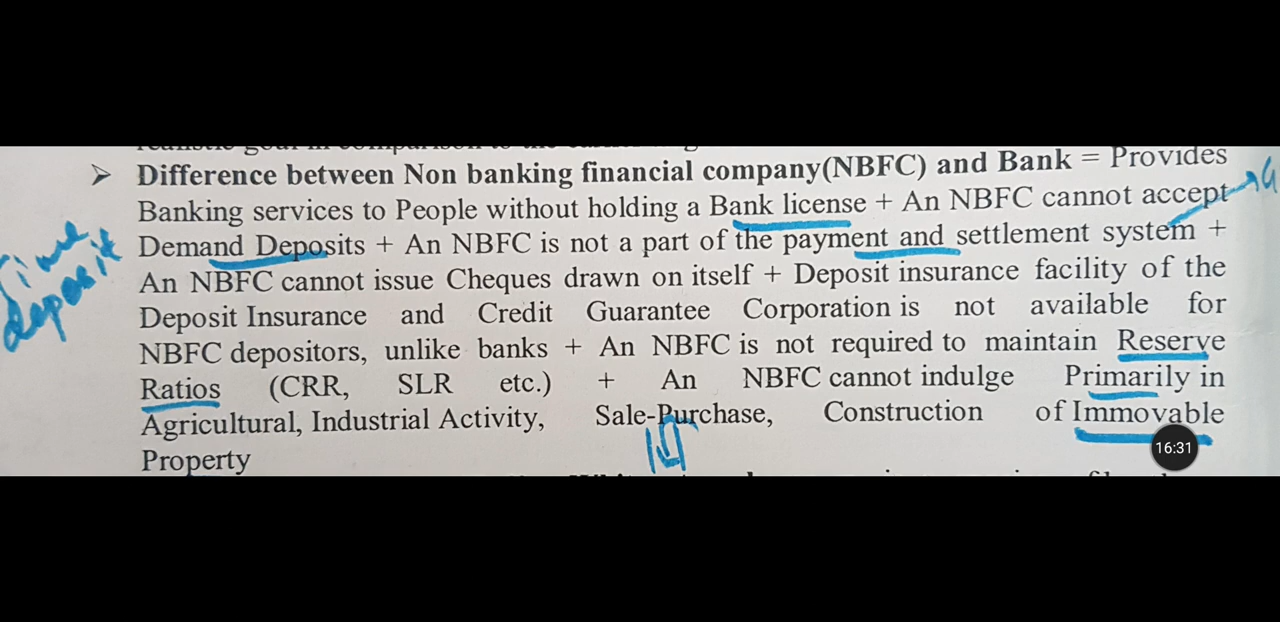 ➤ Difference between Non banking financial company(NBFC) and Bank = Provides
Banking services to People without holding a Bank license + An NBFC cannot accept
Demand Deposits + An NBFC is not a part of the payment and settlement system +
An NBFC cannot issue Cheques drawn on itself + Deposit insurance facility of the
Deposit Insurance and Credit Guarantee Corporation is not available for
NBFC depositors, unlike banks + An NBFC is not required to maintain Reserve
Ratios (CRR, SLR etc.) + An NBFC cannot indulge Primarily in
Agricultural, Industrial Activity, Sale-Purchase, Construction of Immovable
Property
Time
deposit
16:31